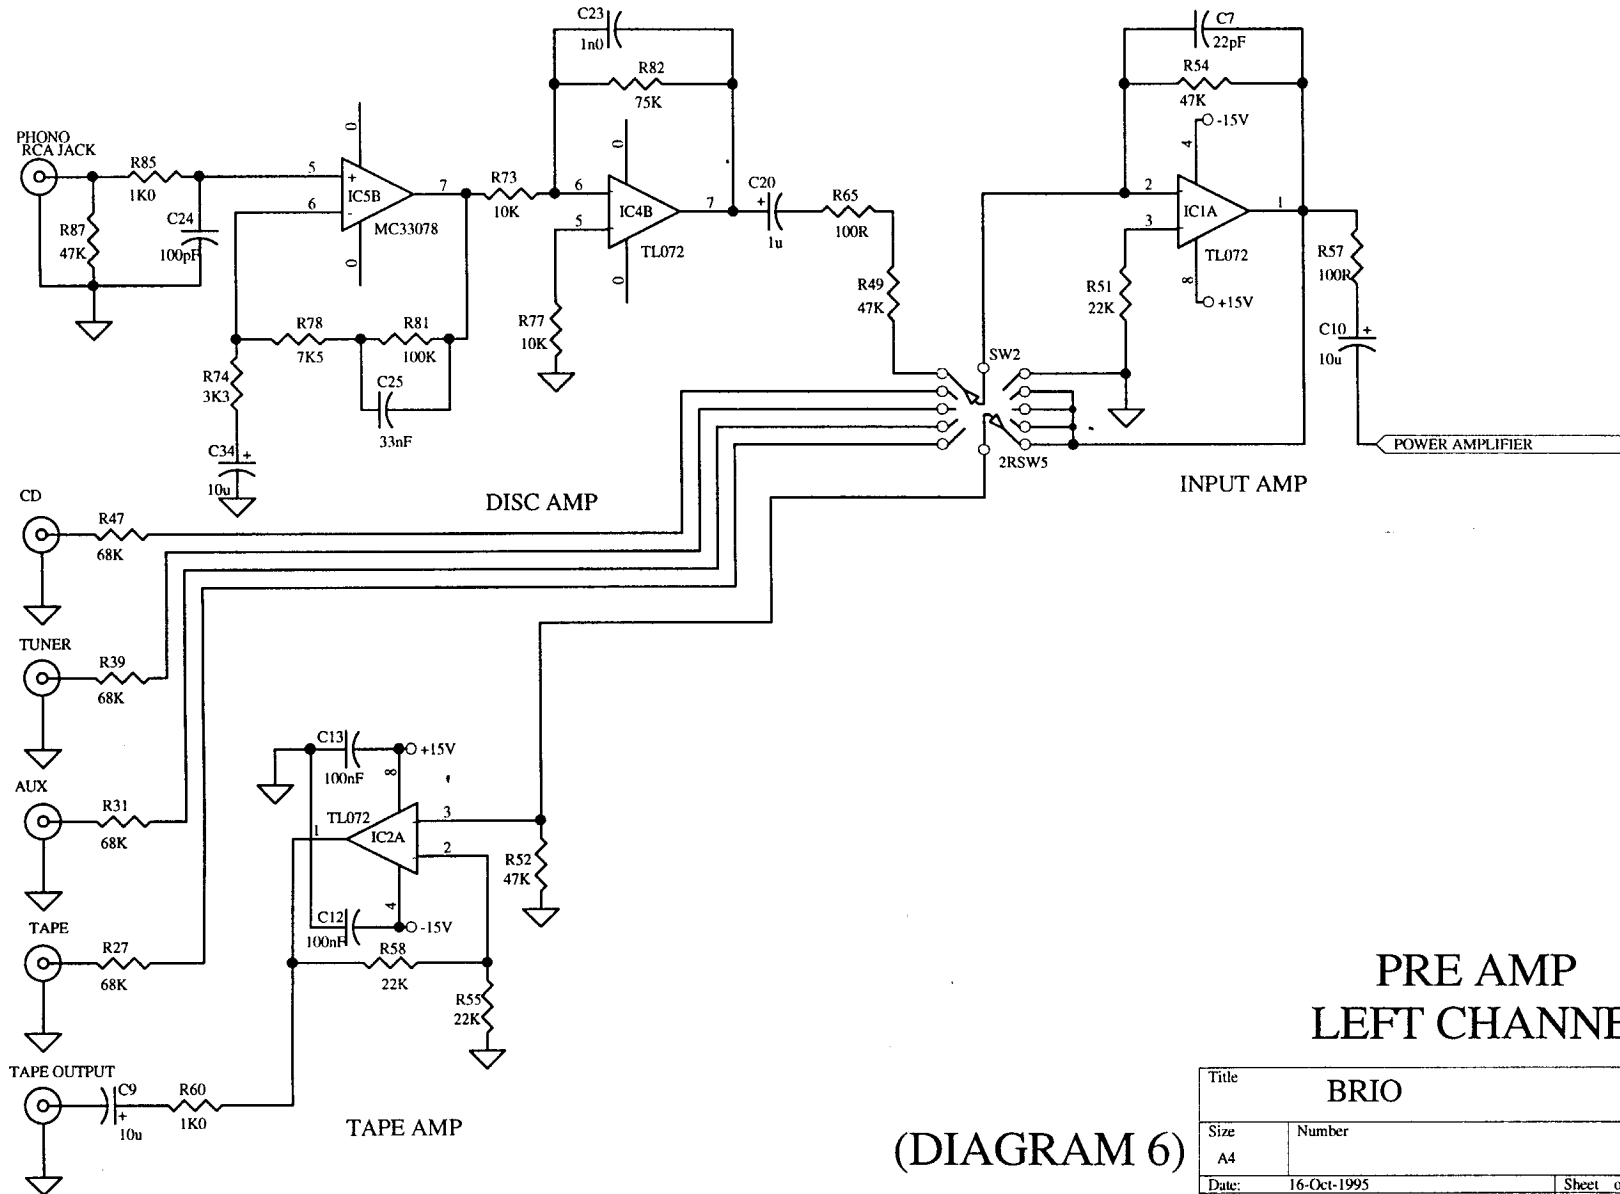 C23
1n0
R82
75K
C7
22pF
R54
47K
-15V
4
PHONO
RCA JACK
R85
1K0
5
+
IC5B
7
6
-
MC33078
0
0
R87
47K
C24
100pF
R73
10K
6
5
0
IC4B
7
TL072
0
C20
+
1u
R65
100R
2
3
IC1A
1
TL072
8
+15V
R57
100R
R49
47K
R51
22K
R78
7K5
R81
100K
R77
10K
SW2
C10
+
10u
R74
3K3
C25
33nF
2RSW5
POWER AMPLIFIER
C34
+
10u
DISC AMP
INPUT AMP
CD
R47
68K
TUNER
R39
68K
C13
100nF
+15V
8
AUX
R31
68K
TL072
1
IC2A
3
2
R52
47K
4
C12
100nF
-15V
TAPE
R27
68K
R58
22K
R55
22K
TAPE OUTPUT
C9
+
10u
R60
1K0
TAPE AMP
PRE AMP
LEFT CHANNE
(DIAGRAM 6)
Title
BRIO
Size
Number
A4
Date:
16-Oct-1995
Sheet o